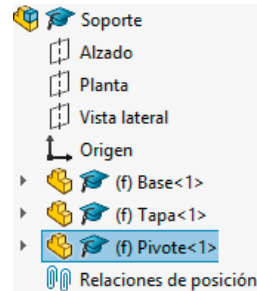 Soporte
Alzado
Planta
Vista lateral
Origen
(f) Base<1>
(f) Tapa<1>
(f) Pivote<1>
Relaciones de posición